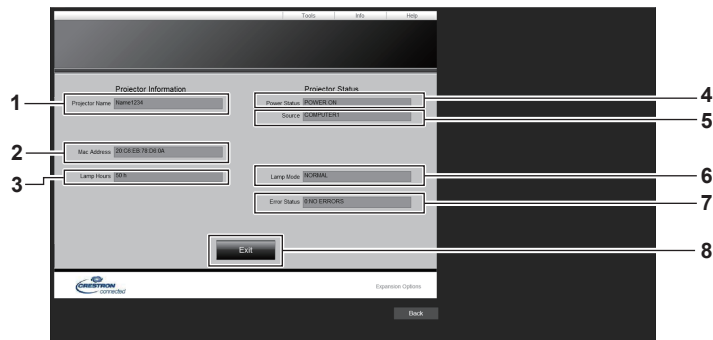 Tools Info Help
Projector Information Projector Status
1 Projector Name Name1234 Power Status POWER ON 4
Source COMPUTER1 5
2 Mac Address 20:C6:EB:78:D6:0A
3 Lamp Hours 50 h Lamp Mode NORMAL 6
Error Status 0:NO ERRORS 7
Exit 8
CRESTRON connected Expansion Options
Back